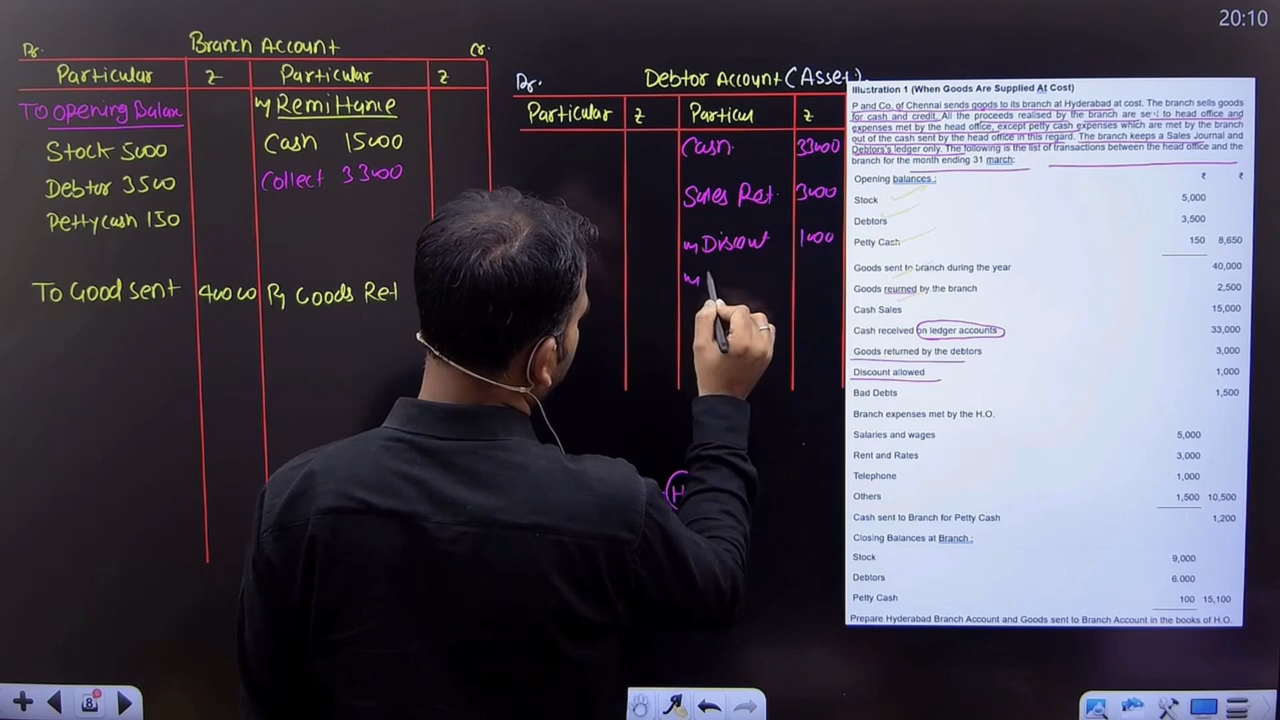 20:10
Dr. Branch Account Cr.
Particular ₹ Particular ₹
To Opening Balan By Remittance
Stock 5000 Cash 15000
Debtor 3500 Collect 33000
Petty cash 150
To Good sent 40000 By Goods Ret
Dr. Debtor Account (Asset).
Particular ₹ Particul ₹
Cash. 33000
Sales Ret. 3000
By Discout 1000
By
H
Illustration 1 (When Goods Are Supplied At Cost)
P and Co, of Chennai sends goods to its branch at Hyderabad at cost. The branch sells goods
for cash and credit. All the proceeds realised by the branch are sent to head office and
expenses met by the head office, except petty cash expenses which are met by the branch
out of the cash sent by the head office in this regard. The branch keeps a Sales Journal and
Debtors's ledger only. The following is the list of transactions between the head office and the
branch for the month ending 31 march:
₹ ₹
Opening balances :
Stock 5,000
Debtors 3,500
Petty Cash 150 8,650
Goods sent to branch during the year 40,000
Goods reurned by the branch 2,500
Cash Sales 15,000
Cash received on ledger accounts 33,000
Goods returned by the debtors 3,000
Discount allowed 1,000
Bad Debts 1,500
Branch expenses met by the H.O.
Salaries and wages 5,000
Rent and Rates 3,000
Telephone 1,000
Others 1,500 10,500
Cash sent to Branch for Petty Cash 1,200
Closing Balances at Branch :
Stock 9,000
Debtors 6.000
Petty Cash 100 15,100
Prepare Hyderabad Branch Account and Goods sent to Branch Account in the books of H.O.
8